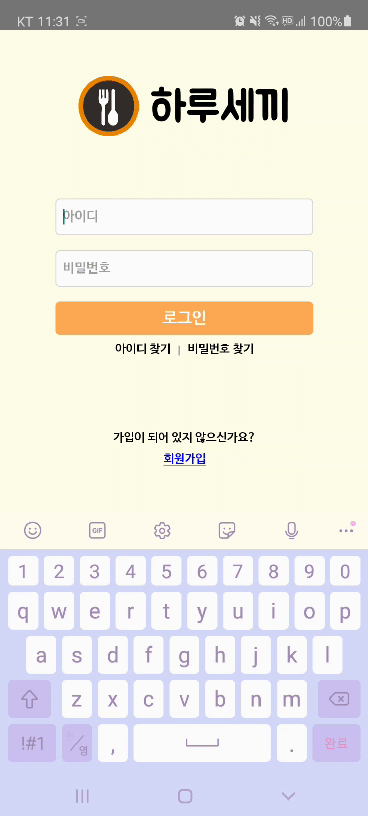 KT 11:31 100%
하루세끼
아이디
비밀번호
로그인
아이디 찾기 | 비밀번호 찾기
가입이 되어 있지 않으신가요?
회원가입
GIF
1 2 3 4 5 6 7 8 9 0
q w e r t y u i o p
a s d f g h j k l
z x c v b n m
!#1 /영 , . 완료